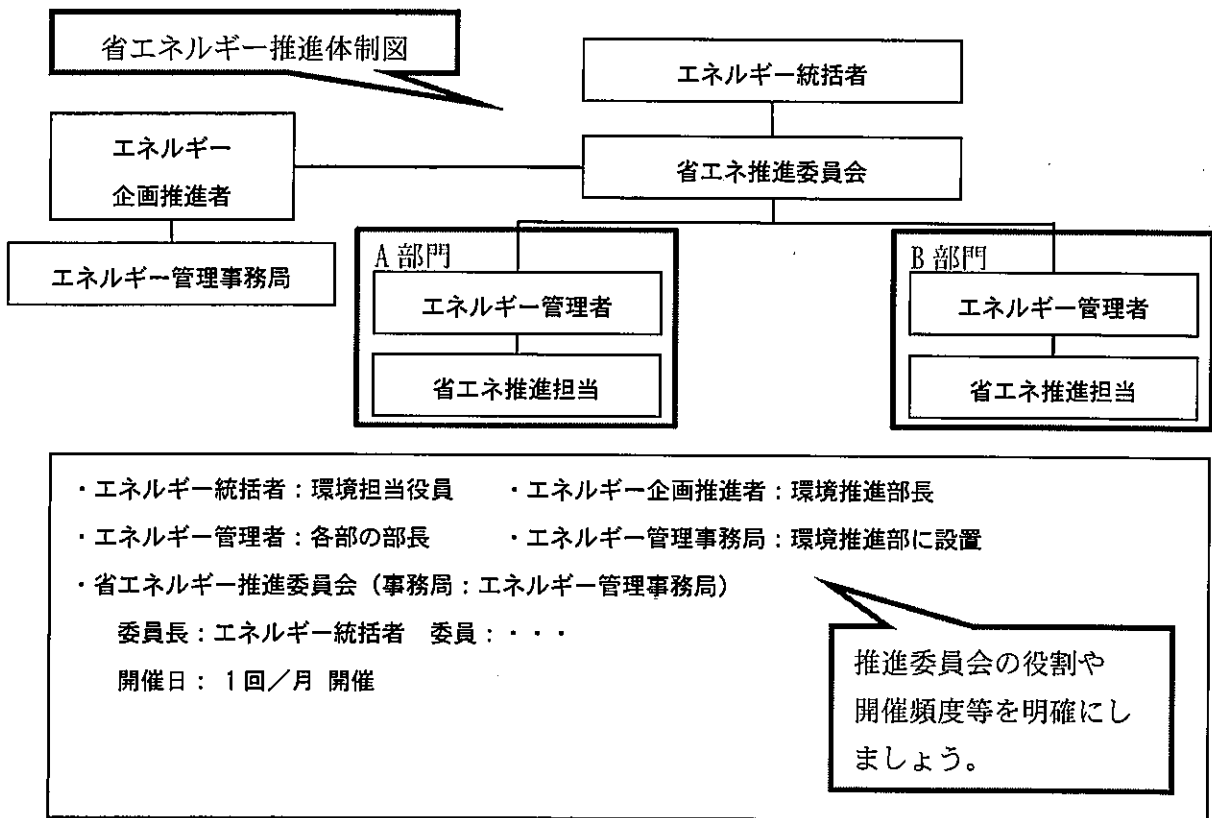 省エネルギー推進体制図
エネルギー統括者
エネルギー
企画推進者
省エネ推進委員会
エネルギー管理事務局
A 部門
エネルギー管理者
省エネ推進担当
B 部門
エネルギー管理者
省エネ推進担当
・エネルギー統括者：環境担当役員 ・エネルギー企画推進者：環境推進部長
・エネルギー管理者：各部の部長 ・エネルギー管理事務局：環境推進部に設置
・省エネルギー推進委員会（事務局：エネルギー管理事務局）
委員長：エネルギー統括者 委員：・・・
開催日： 1回／月 開催
推進委員会の役割や
開催頻度等を明確にし
ましょう。